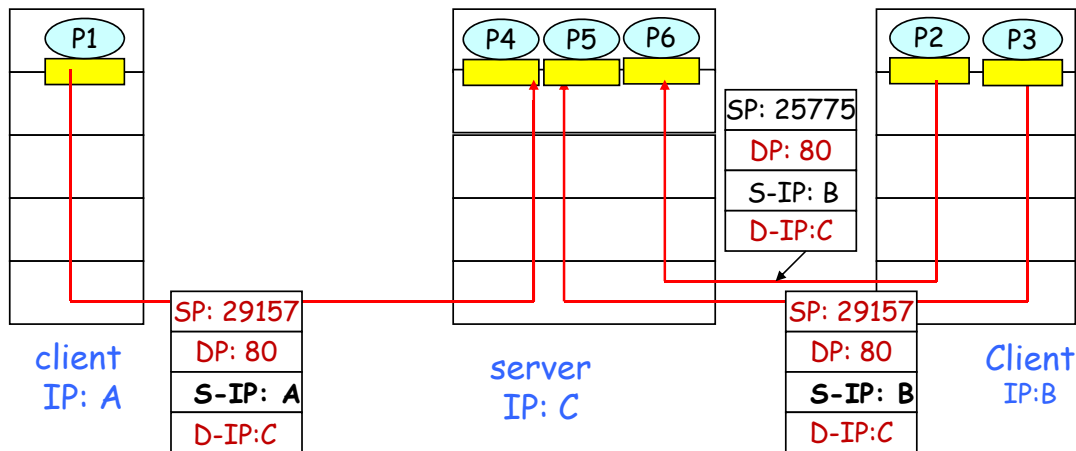 P1
P4
P5
P6
P2
P3
SP: 25775
DP: 80
S-IP: B
D-IP:C
SP: 29157
DP: 80
S-IP: A
D-IP:C
SP: 29157
DP: 80
S-IP: B
D-IP:C
client
IP: A
server
IP: C
Client
IP:B